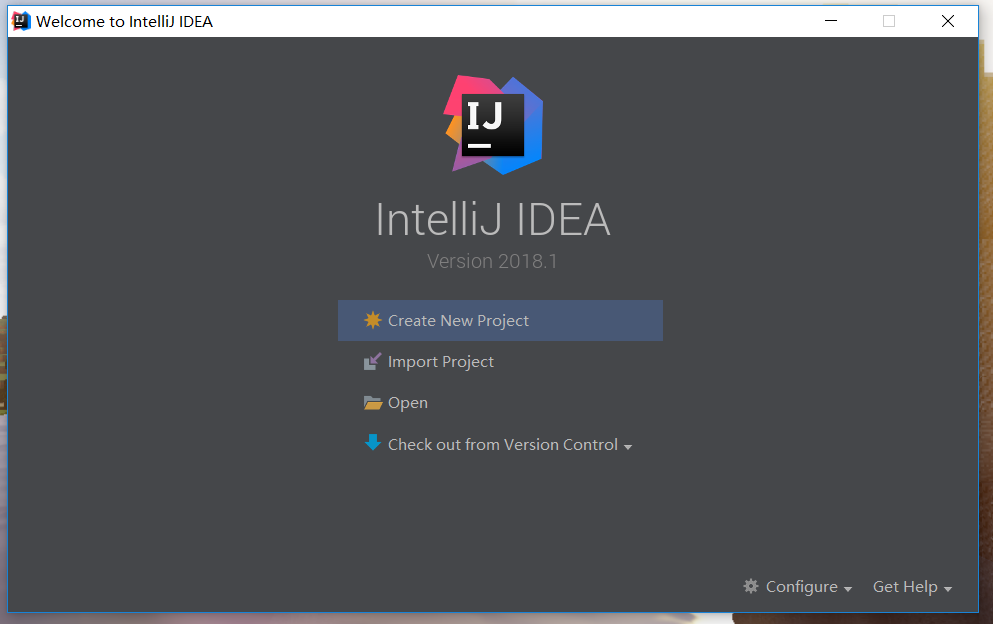 Welcome to IntelliJ IDEA
IJ
IntelliJ IDEA
Version 2018.1
Create New Project
Import Project
Open
Check out from Version Control
Configure
Get Help